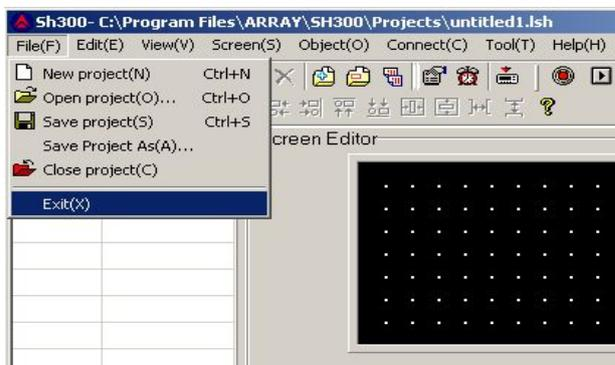 Sh300- C:\Program Files\ARRAY\SH300\Projects\untitled1.lsh
File(F) Edit(E) View(V) Screen(S) Object(O) Connect(C) Tool(T) Help(H)
New project(N) Ctrl+N
Open project(O)... Ctrl+O
Save project(S) Ctrl+S
Save Project As(A)...
Close project(C)
Exit(X)
creen Editor